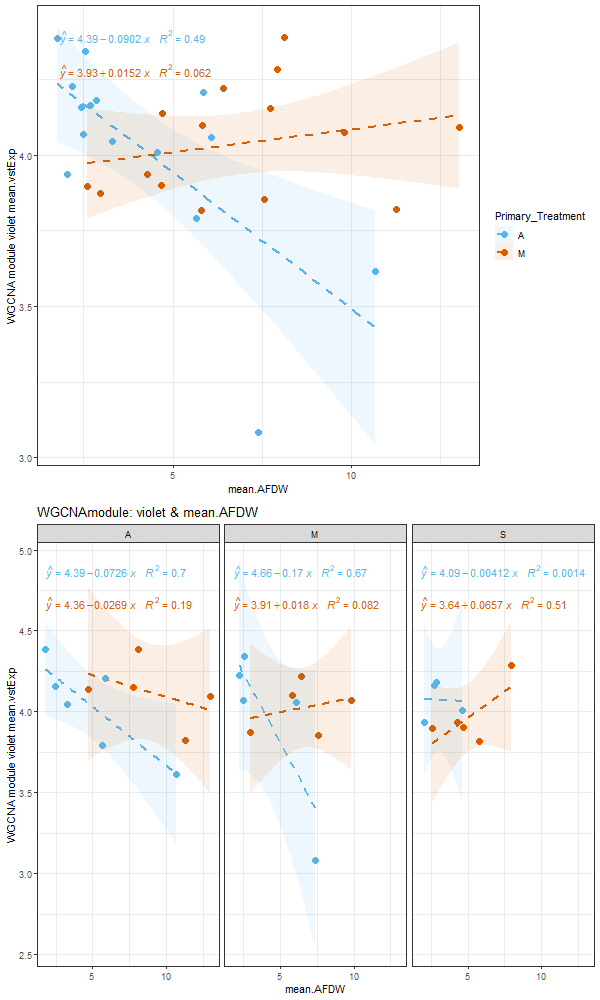 ŷ = 4.39 − 0.0902 x   R² = 0.49
ŷ = 3.93 + 0.0152 x   R² = 0.062
4.0
3.5
3.0
WGCNA module violet mean.vstExp
5
10
mean.AFDW
Primary_Treatment
A
M
WGCNAmodule: violet & mean.AFDW
A
M
S
ŷ = 4.39 − 0.0726 x   R² = 0.7
ŷ = 4.36 − 0.0269 x   R² = 0.19
ŷ = 4.66 − 0.17 x   R² = 0.67
ŷ = 3.91 + 0.018 x   R² = 0.082
ŷ = 4.09 − 0.00412 x   R² = 0.0014
ŷ = 3.64 + 0.0657 x   R² = 0.51
5.0
4.5
4.0
3.5
3.0
2.5
WGCNA module violet mean.vstExp
5
10
5
10
5
10
mean.AFDW